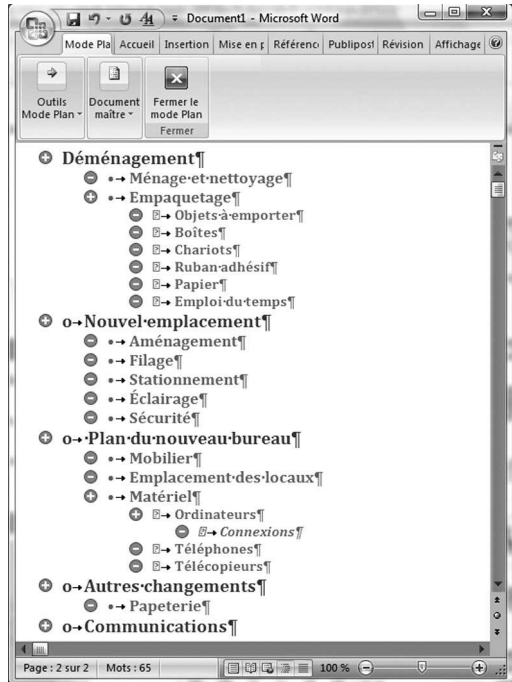 Document1 - Microsoft Word
Mode Pla Accueil Insertion Mise en p Référenc Publipost Révision Affichage
Outils Mode Plan
Document maître
Fermer le mode Plan
Fermer
Déménagement¶
•→ Ménage·et·nettoyage¶
•→ Empaquetage¶
→ Objets·à·emporter¶
→ Boîtes¶
→ Chariots¶
→ Ruban·adhésif¶
→ Papier¶
→ Emploi·du·temps¶
o→Nouvel·emplacement¶
•→ Aménagement¶
•→ Filage¶
•→ Stationnement¶
•→ Éclairage¶
•→ Sécurité¶
o→·Plan·du·nouveau·bureau¶
•→ Mobilier¶
•→ Emplacement·des·locaux¶
•→ Matériel¶
→ Ordinateurs¶
→ Connexions¶
→ Téléphones¶
→ Télécopieurs¶
o→Autres·changements¶
•→ Papeterie¶
o→Communications¶
Page : 2 sur 2 Mots : 65 100 %